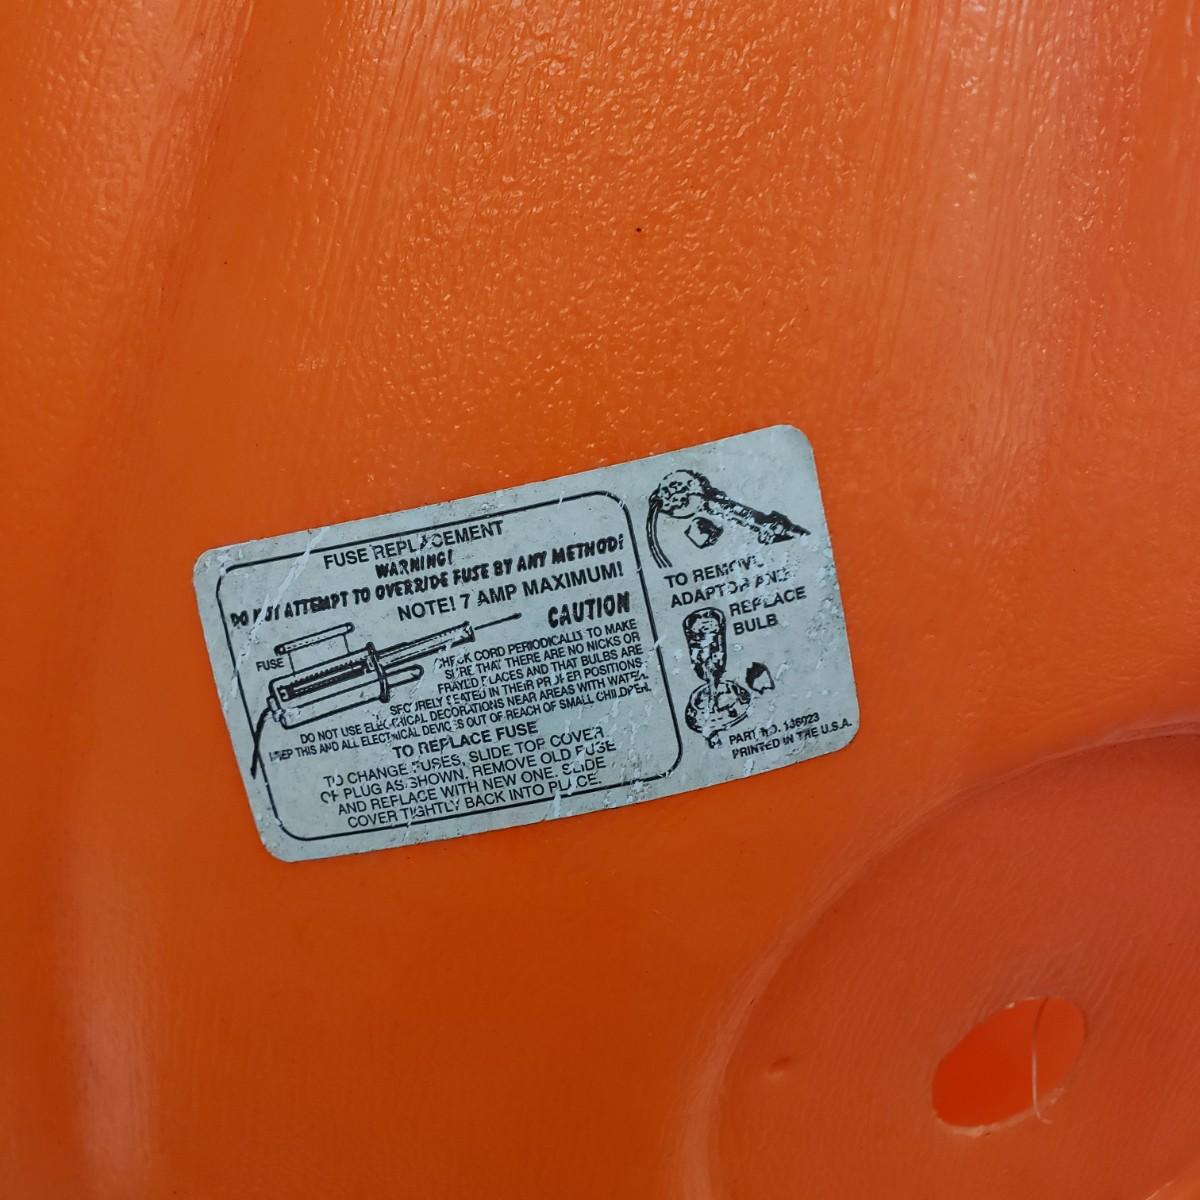 FUSE REPLACEMENT
WARNING!
DO NOT ATTEMPT TO OVERRIDE FUSE BY ANY METHOD!
NOTE! 7 AMP MAXIMUM!
FUSE
CAUTION
CHECK CORD PERIODICALLY TO MAKE
SURE THAT THERE ARE NO NICKS OR
FRAYED PLACES AND THAT BULBS ARE
SECURELY SEATED IN THEIR PROPER POSITIONS.
DO NOT USE ELECTRICAL DECORATIONS NEAR AREAS WITH WATER.
KEEP THIS AND ALL ELECTRICAL DEVICES OUT OF REACH OF SMALL CHILDREN.
TO REPLACE FUSE
TO CHANGE FUSES, SLIDE TOP COVER
OF PLUG AS SHOWN. REMOVE OLD FUSE
AND REPLACE WITH NEW ONE. SLIDE
COVER TIGHTLY BACK INTO PLACE.
TO REMOVE
ADAPTOR AND
REPLACE
BULB
PART NO.
PRINTED IN THE U.S.A.